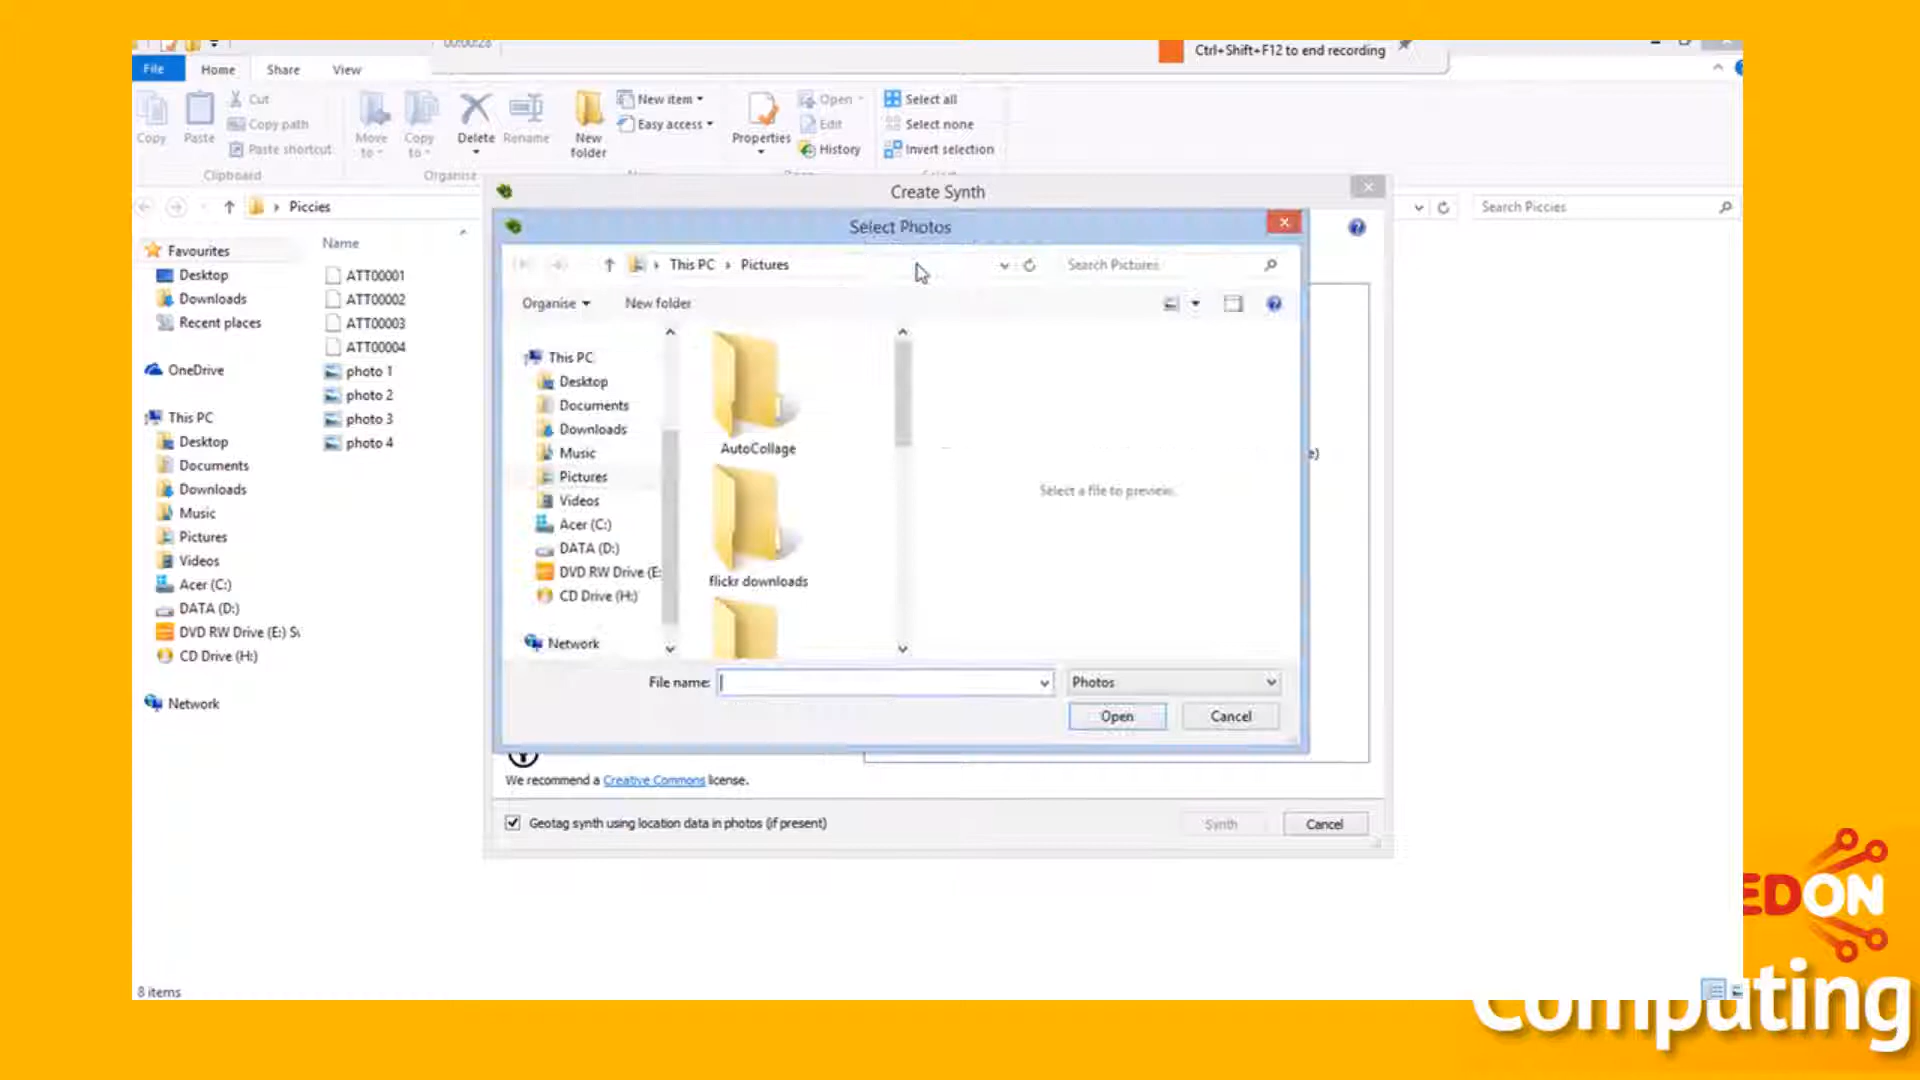 00:00:28
Ctrl+Shift+F12 to end recording
File Home Share View
Copy
Paste
Cut
Copy path
Paste shortcut
Clipboard
Move to
Copy to
Delete
Rename
Organise
New folder
New item
Easy access
Properties
Open
Edit
History
Select all
Select none
Invert selection
Piccies
Search Piccies
Favourites
Desktop
Downloads
Recent places
OneDrive
This PC
Desktop
Documents
Downloads
Music
Pictures
Videos
Acer (C:)
DATA (D:)
DVD RW Drive (E:)
CD Drive (H:)
Network
Name
ATT00001
ATT00002
ATT00003
ATT00004
photo 1
photo 2
photo 3
photo 4
Create Synth
Select Photos
This PC Pictures
Search Pictures
Organise New folder
This PC
Desktop
Documents
Downloads
Music
Pictures
Videos
Acer (C:)
DATA (D:)
DVD RW Drive (E:
CD Drive (H:)
Network
AutoCollage
flickr downloads
Select a file to preview.
e)
File name:
Photos
Open
Cancel
We recommend a Creative Commons license.
Geotag synth using location data in photos (if present)
Synth
Cancel
8 items
EDON
Computing